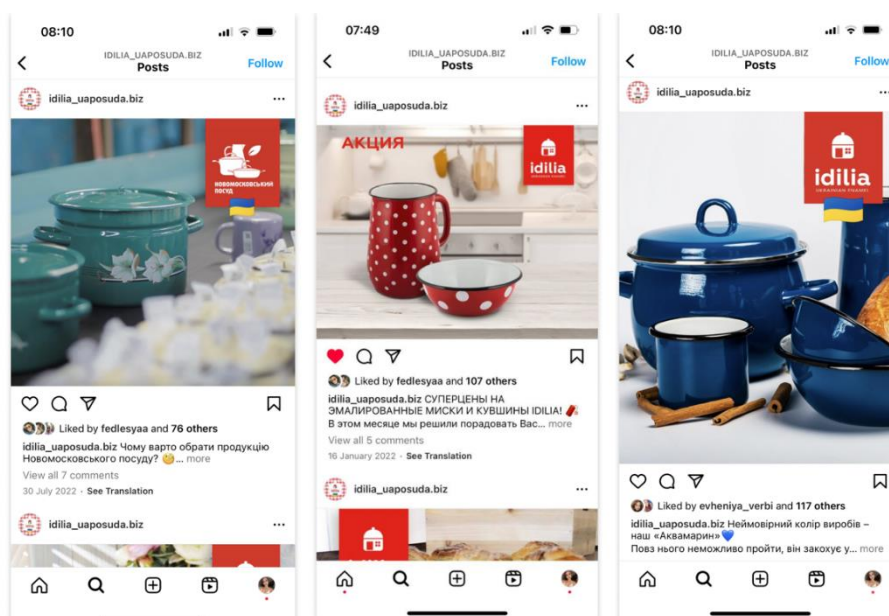 08:10
IDILIA_UAPOSUDA.BIZ
Posts
Follow
idilia_uaposuda.biz
НОВОМОСКОВСЬКИЙ
ПОСУД
Liked by fedlesyaa and 76 others
idilia_uaposuda.biz Чому варто обрати продукцію
Новомосковського посуду? ... more
View all 7 comments
30 July 2022 · See Translation
idilia_uaposuda.biz
07:49
IDILIA_UAPOSUDA.BIZ
Posts
Follow
idilia_uaposuda.biz
АКЦИЯ
idilia
Liked by fedlesyaa and 107 others
idilia_uaposuda.biz СУПЕРЦЕНЫ НА
ЭМАЛИРОВАННЫЕ МИСКИ И КУВШИНЫ IDILIA!
В этом месяце мы решили порадовать Вас... more
View all 5 comments
16 January 2022 · See Translation
idilia_uaposuda.biz
08:10
IDILIA_UAPOSUDA.BIZ
Posts
Follow
idilia_uaposuda.biz
idilia
UKRAINIAN ENAMEL
Liked by evheniya_verbi and 117 others
idilia_uaposuda.biz Неймовірний колір виробів –
наш «Аквамарин»
Повз нього неможливо пройти, він закохує у... more